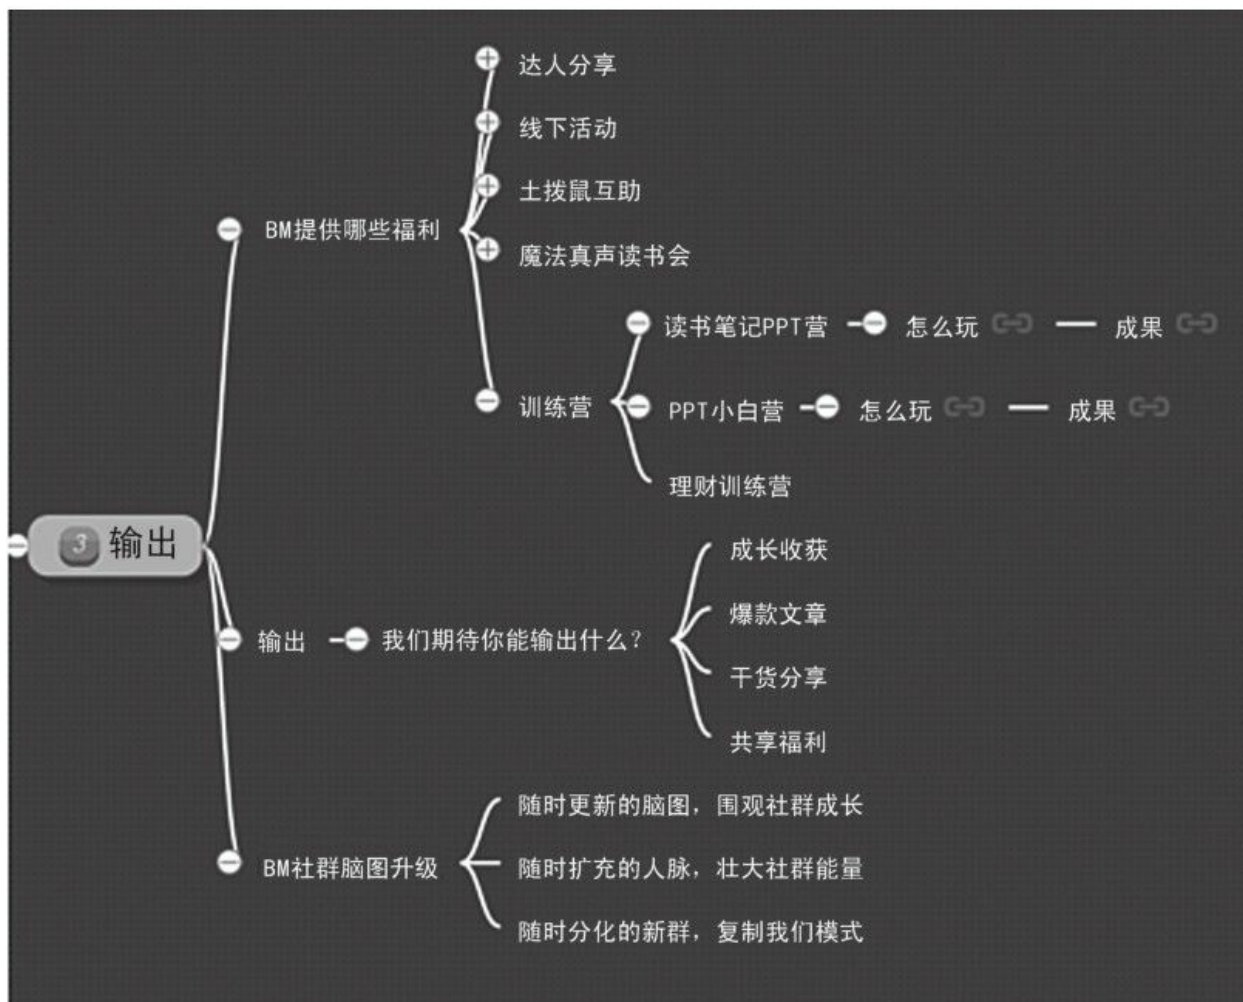 达人分享
线下活动
土拨鼠互助
BM提供哪些福利
魔法真声读书会
读书笔记PPT营
怎么玩
成果
训练营
PPT小白营
怎么玩
成果
理财训练营
3 输出
成长收获
爆款文章
输出
我们期待你能输出什么？
干货分享
共享福利
随时更新的脑图，围观社群成长
BM社群脑图升级
随时扩充的人脉，壮大社群能量
随时分化的新群，复制我们模式